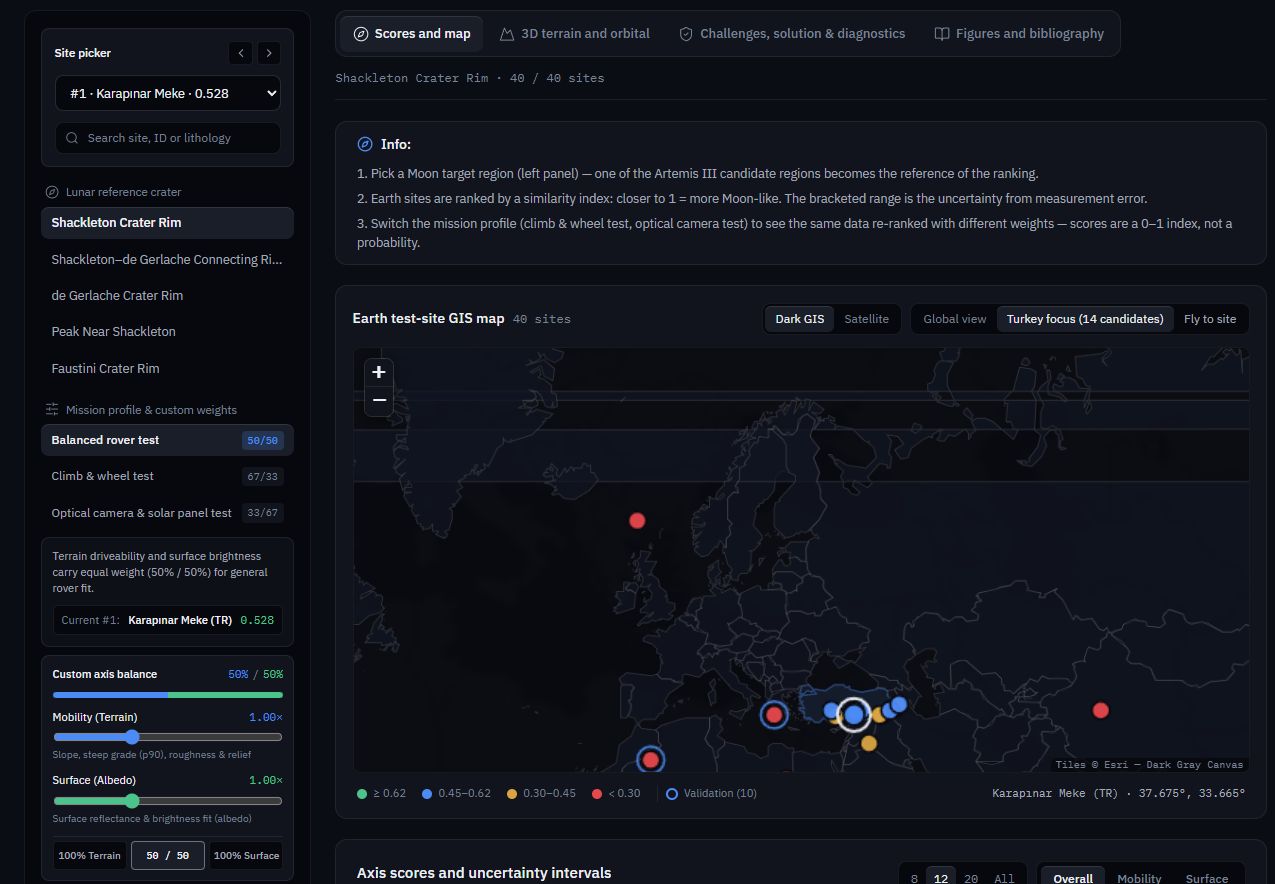 Site picker
#1 · Karapınar Meke · 0.528
Search site, ID or lithology
Lunar reference crater
Shackleton Crater Rim
Shackleton–de Gerlache Connecting Ri...
de Gerlache Crater Rim
Peak Near Shackleton
Faustini Crater Rim
Mission profile & custom weights
Balanced rover test 50/50
Climb & wheel test 67/33
Optical camera & solar panel test 33/67
Terrain driveability and surface brightness
carry equal weight (50% / 50%) for general
rover fit.
Current #1: Karapınar Meke (TR) 0.528
Custom axis balance 50% / 50%
Mobility (Terrain) 1.00×
Slope, steep grade (p90), roughness & relief
Surface (Albedo) 1.00×
Surface reflectance & brightness fit (albedo)
100% Terrain 50 / 50 100% Surface
Scores and map 3D terrain and orbital Challenges, solution & diagnostics Figures and bibliography
Shackleton Crater Rim · 40 / 40 sites
Info:
1. Pick a Moon target region (left panel) — one of the Artemis III candidate regions becomes the reference of the ranking.
2. Earth sites are ranked by a similarity index: closer to 1 = more Moon-like. The bracketed range is the uncertainty from measurement error.
3. Switch the mission profile (climb & wheel test, optical camera test) to see the same data re-ranked with different weights — scores are a 0–1 index, not a
probability.
Earth test-site GIS map 40 sites Dark GIS Satellite Global view Turkey focus (14 candidates) Fly to site
+
−
Tiles © Esri — Dark Gray Canvas
≥ 0.62 0.45–0.62 0.30–0.45 < 0.30 Validation (10) Karapınar Meke (TR) · 37.675°, 33.665°
Axis scores and uncertainty intervals 8 12 20 All Overall Mobility Surface